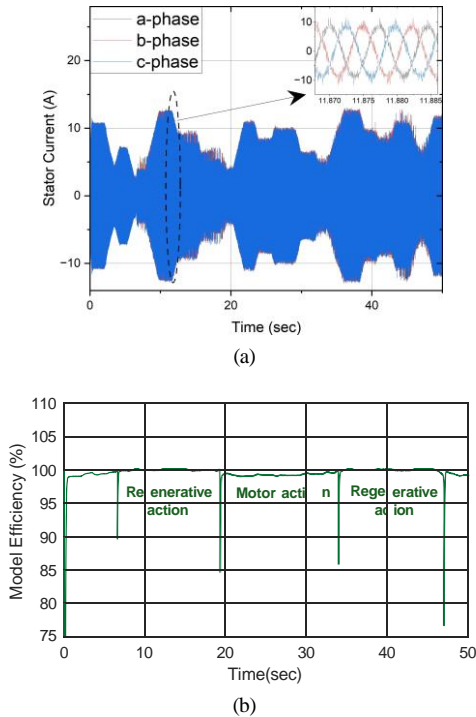 a-phase
b-phase
c-phase
10
0
-10
11.870 11.875 11.880 11.885
Stator Current (A)
20
10
0
-10
0 20 40
Time (sec)
(a)
Model Efficiency (%)
110
105
100
95
90
85
80
75
Re enerative
action
Motor acti n
Rege erative
ac ion
0 10 20 30 40 50
Time(sec)
(b)